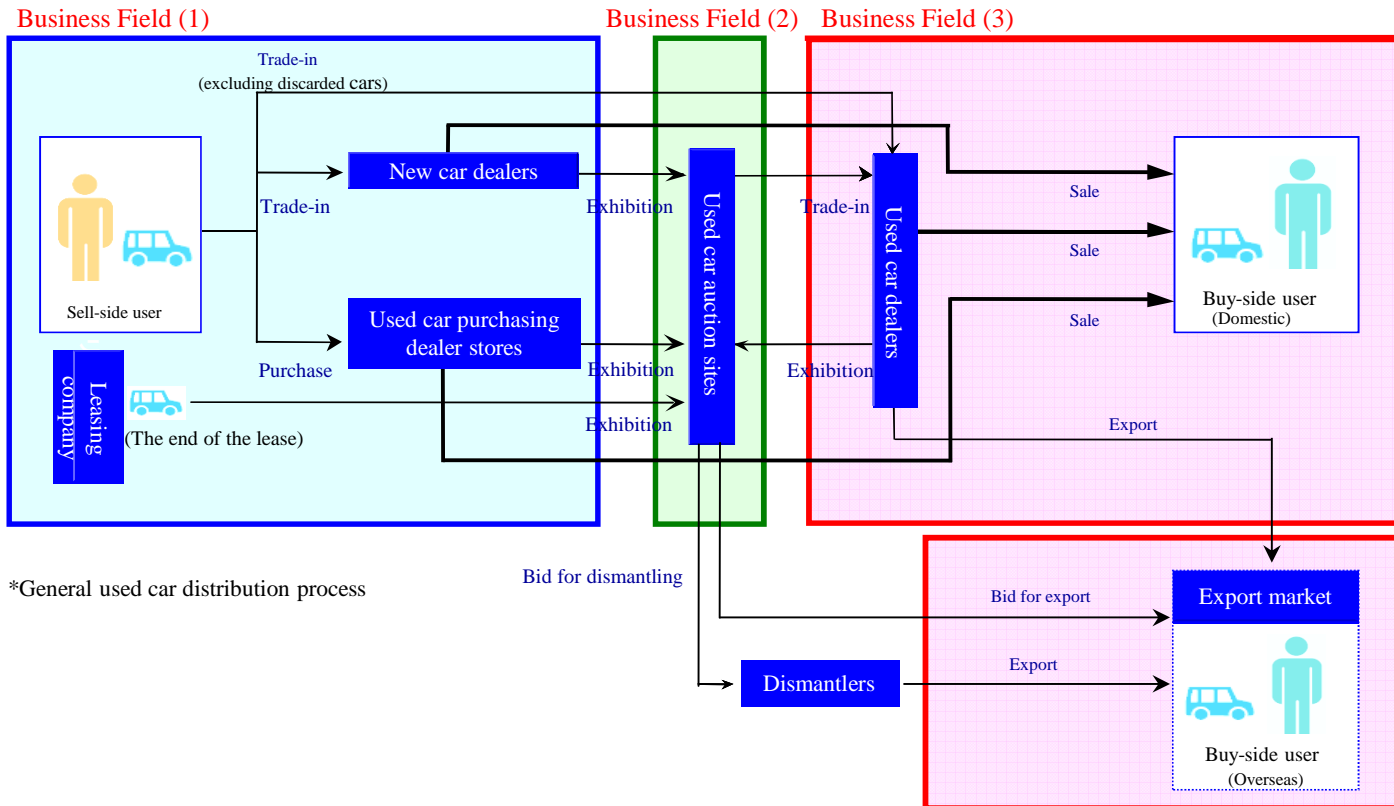 Business Field (1)
Business Field (2)
Business Field (3)
Trade-in
(excluding discarded cars)
New car dealers
Trade-in
Exhibition
Trade-in
Sale
Sell-side user
Used car auction sites
Used car dealers
Sale
Buy-side user
(Domestic)
Used car purchasing
dealer stores
Sale
Purchase
Exhibition
Exhibition
Leasing
company
(The end of the lease)
Exhibition
Export
*General used car distribution process
Bid for dismantling
Bid for export
Export market
Dismantlers
Export
Buy-side user
(Overseas)